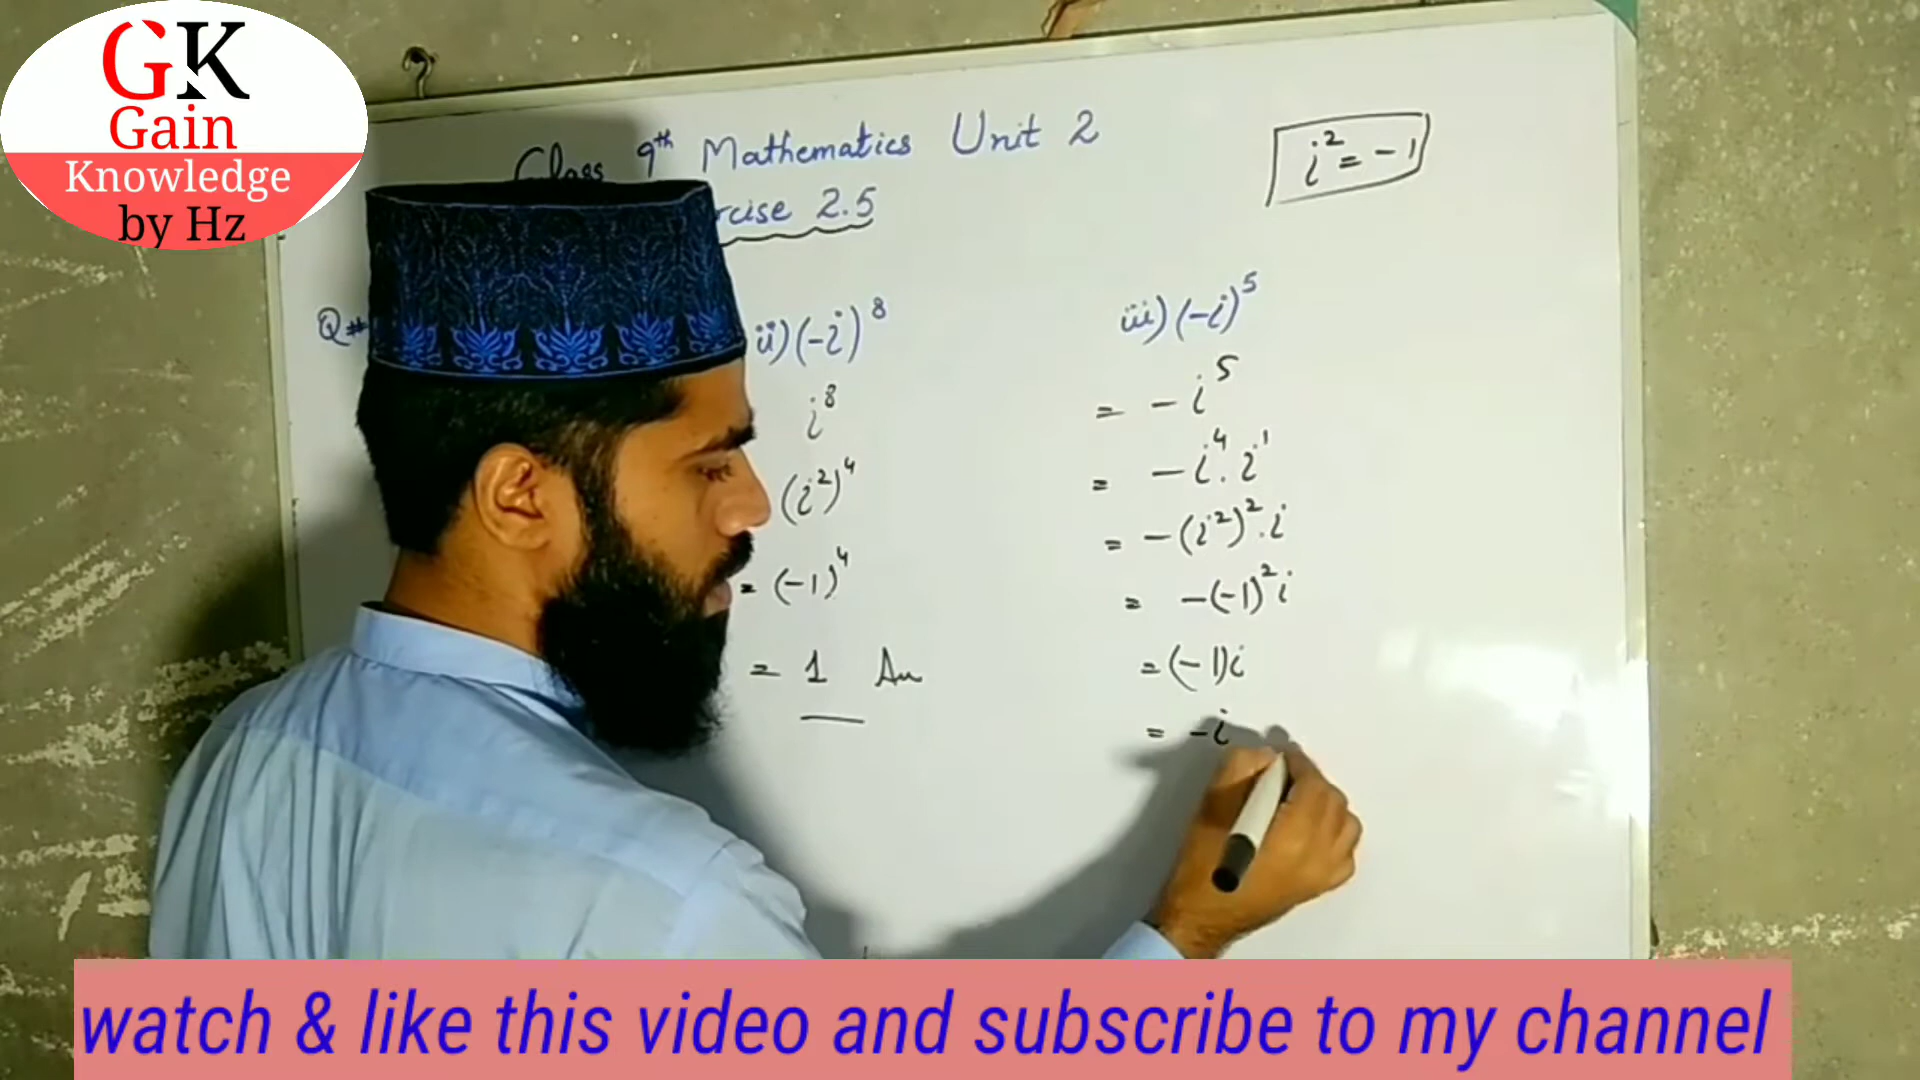 GK
Gain
Knowledge
by Hz
Class 9th Mathematics Unit 2
rcise 2.5
i² = -1
Q#
ii) (-i)⁸
i⁸
(i²)⁴
= (-1)⁴
= 1 An
iii) (-i)⁵
= - i⁵
= - i⁴ . i¹
= - (i²)² . i
= -(-1)² i
= (-1)i
= -i
watch & like this video and subscribe to my channel